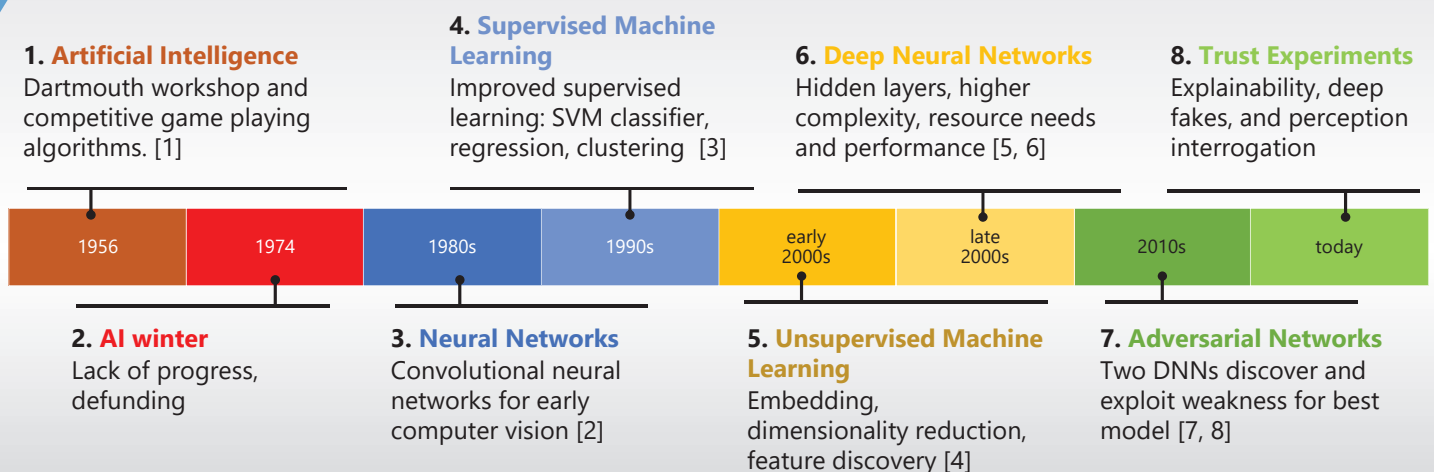 1. Artificial Intelligence
Dartmouth workshop and
competitive game playing
algorithms. [1]
4. Supervised Machine
Learning
Improved supervised
learning: SVM classifier,
regression, clustering [3]
6. Deep Neural Networks
Hidden layers, higher
complexity, resource needs
and performance [5, 6]
8. Trust Experiments
Explainability, deep
fakes, and perception
interrogation
1956
1974
1980s
1990s
early
2000s
late
2000s
2010s
today
2. AI winter
Lack of progress,
defunding
3. Neural Networks
Convolutional neural
networks for early
computer vision [2]
5. Unsupervised Machine
Learning
Embedding,
dimensionality reduction,
feature discovery [4]
7. Adversarial Networks
Two DNNs discover and
exploit weakness for best
model [7, 8]